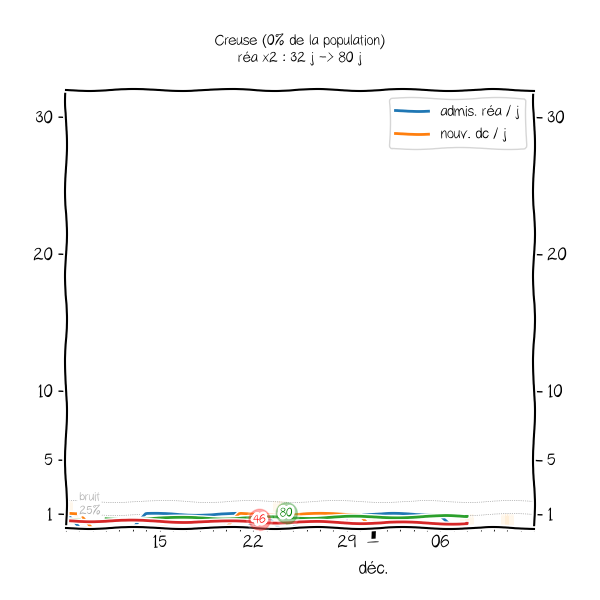 Creuse (0% de la population)
réa x2 : 32 j -> 80 j
admis. réa / j
nouv. dc / j
30
30
20
20
10
10
5
5
bruit
25%
1
1
46
80
15
22
29
06
déc.